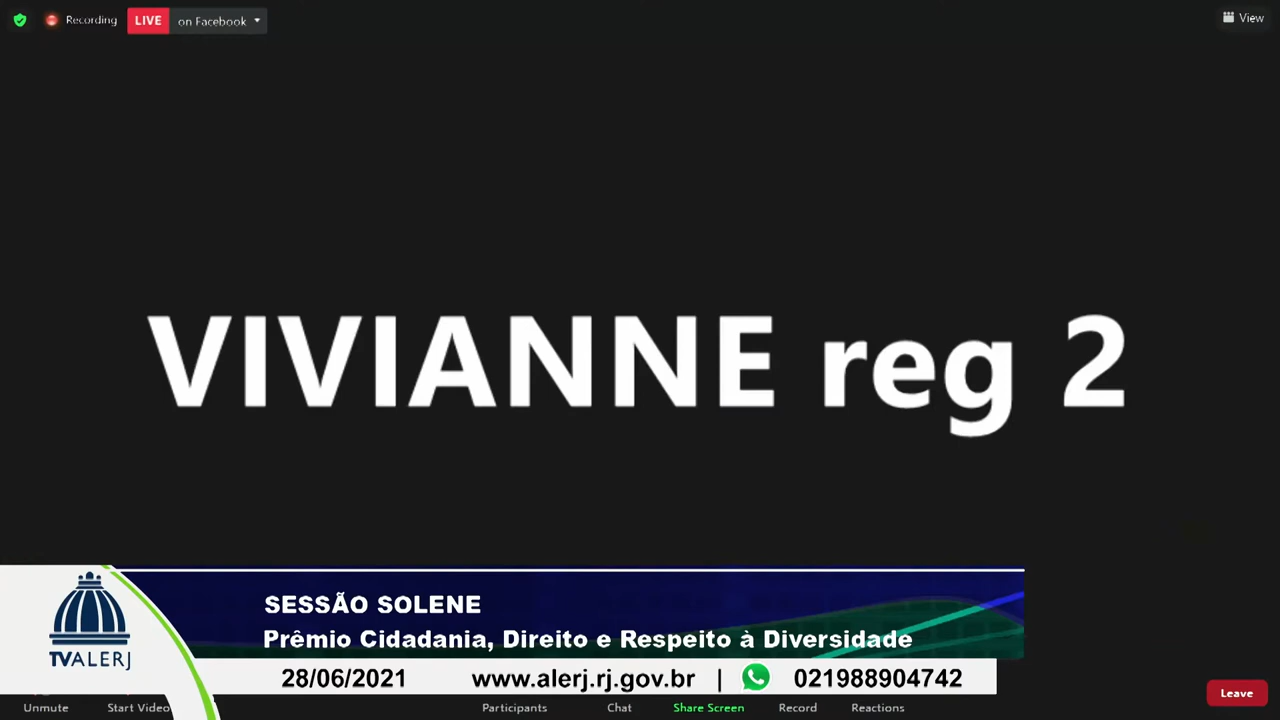 Recording
LIVE on Facebook
View
VIVIANNE reg 2
SESSÃO SOLENE
Prêmio Cidadania, Direito e Respeito à Diversidade
TVALERJ
28/06/2021 www.alerj.rj.gov.br | 021988904742
Leave
Unmute Start Video Participants Chat Share Screen Record Reactions